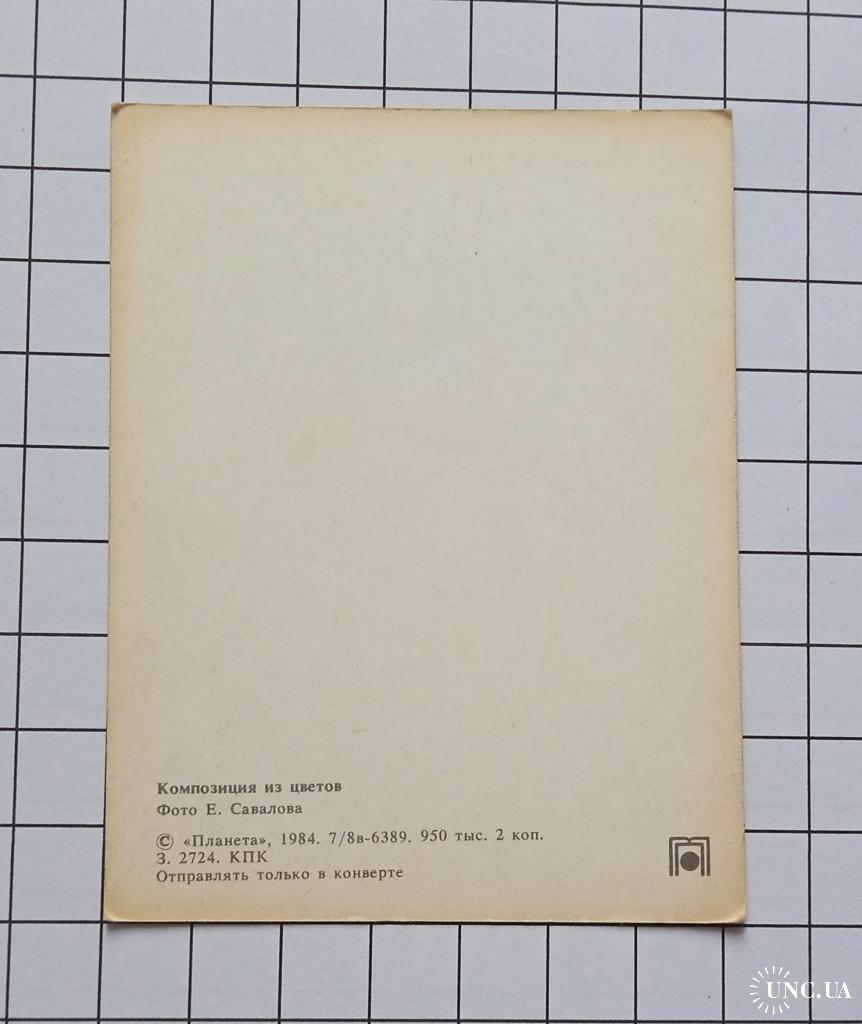 Композиция из цветов
Фото Е. Савалова
© «Планета», 1984. 7/8в-6389. 950 тыс. 2 коп.
З. 2724. КПК
Отправлять только в конверте
UNC.UA